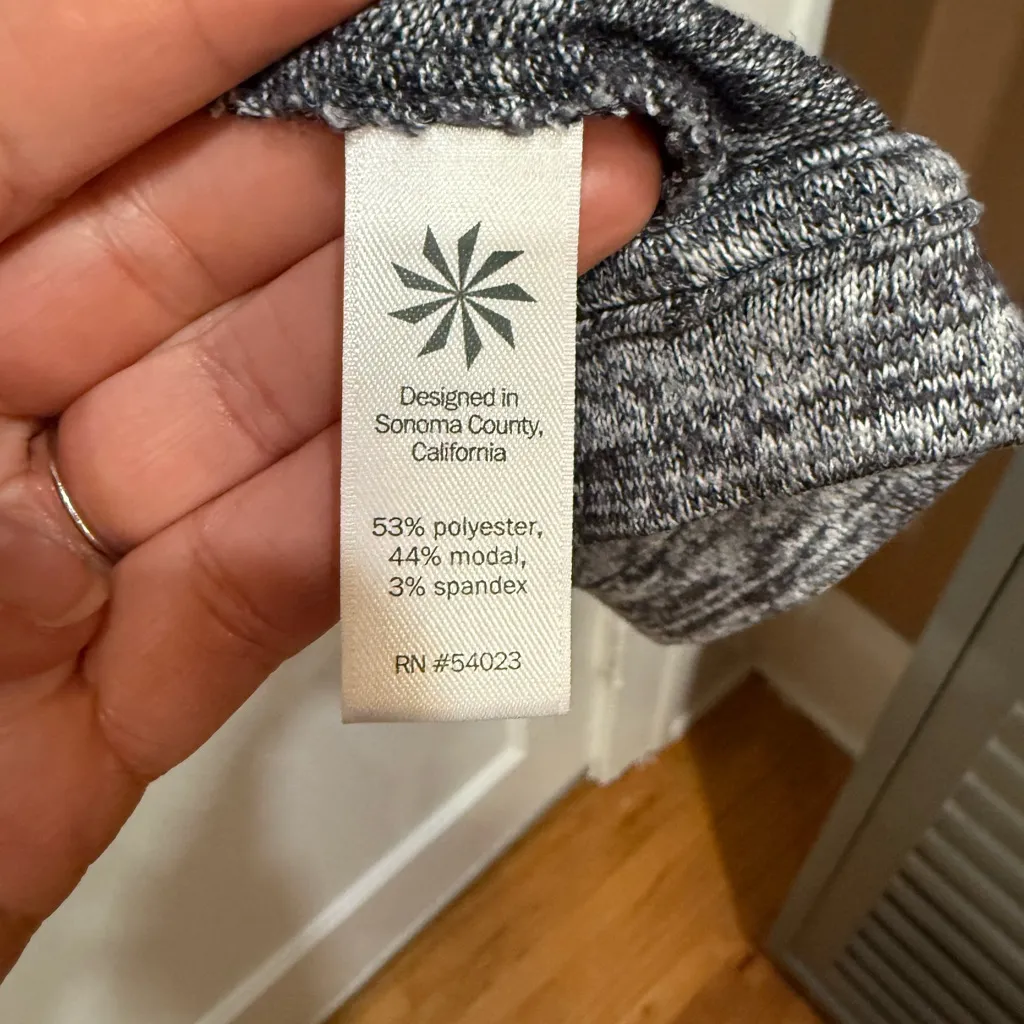 Designed in
Sonoma County,
California
53% polyester,
44% modal,
3% spandex
RN #54023